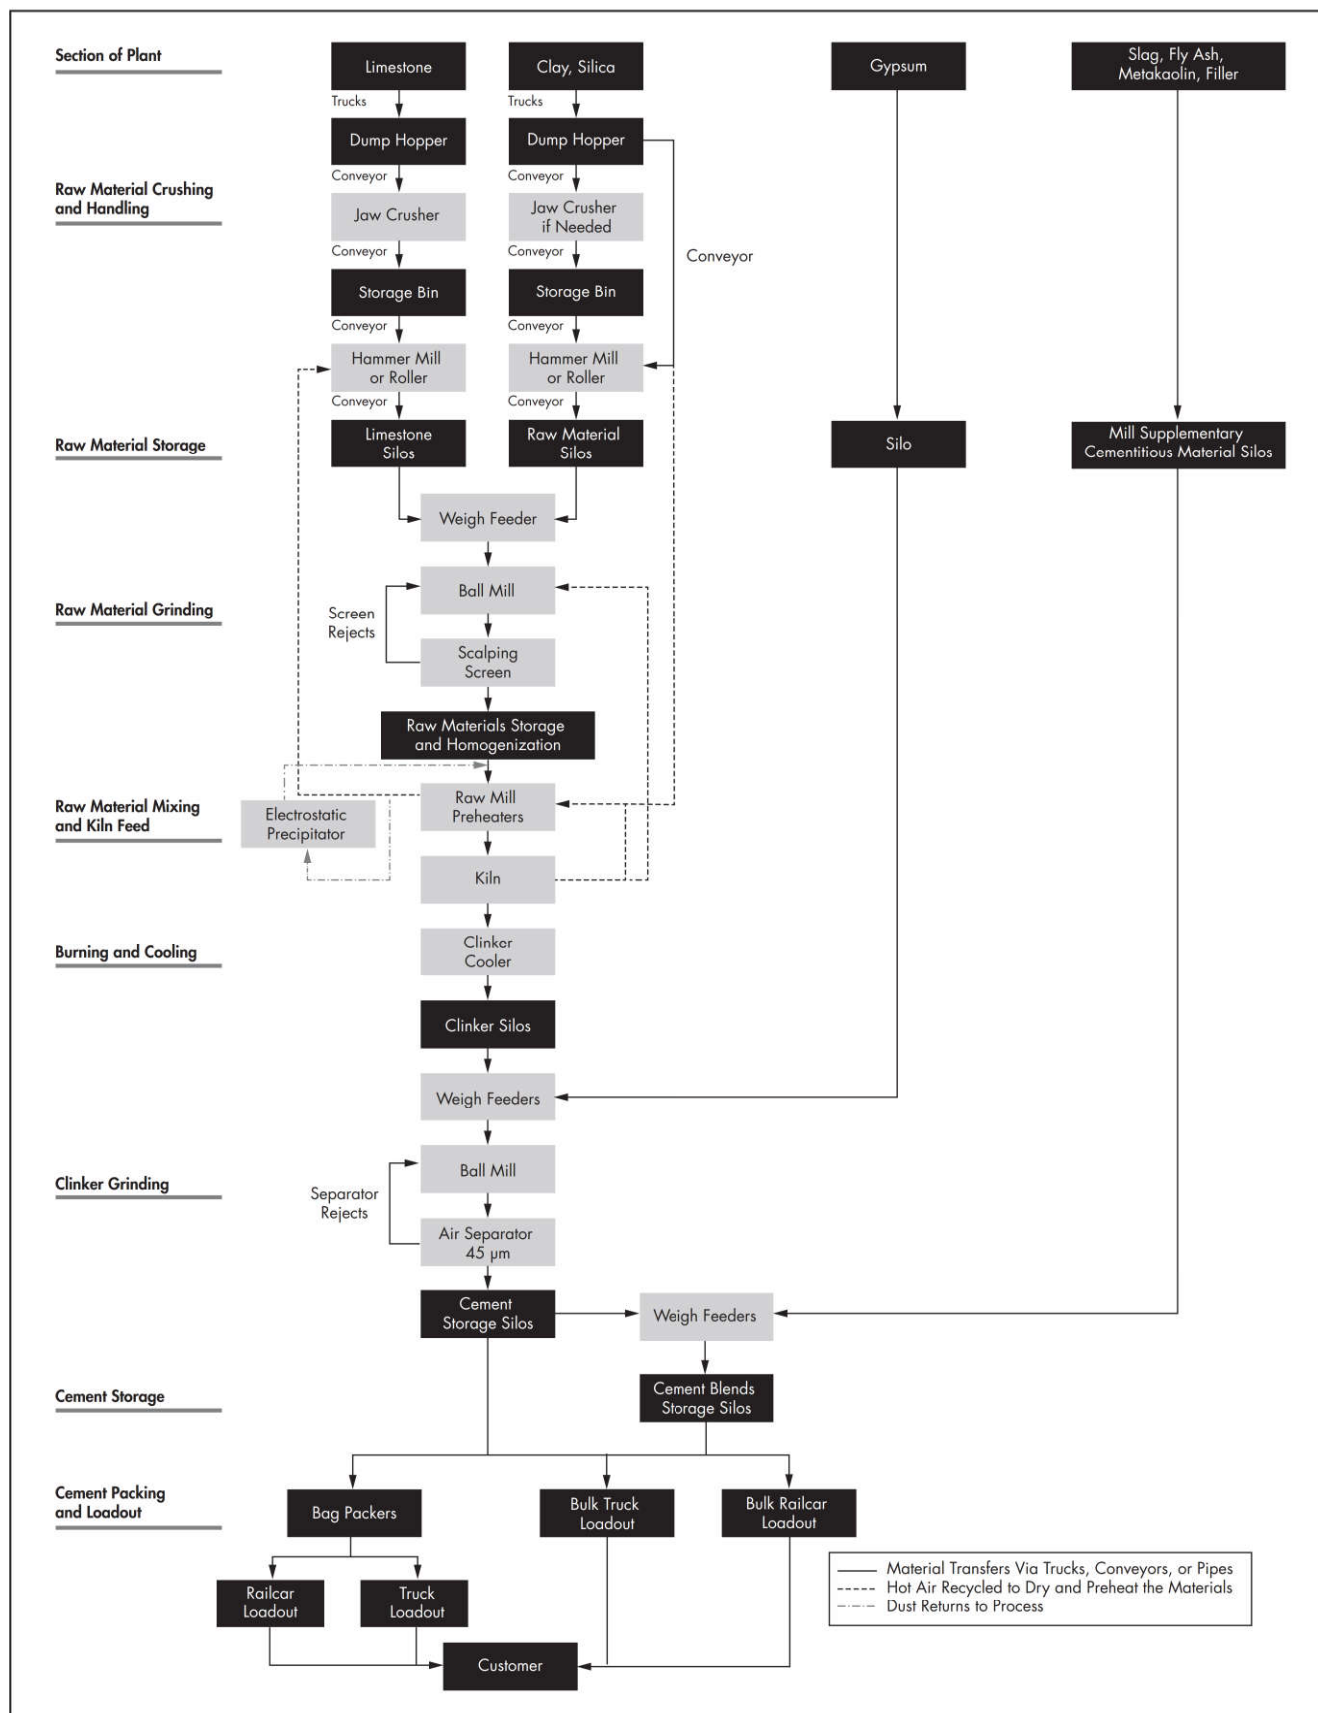 Section of Plant
Limestone
Clay, Silica
Gypsum
Slag, Fly Ash,
Metakaolin, Filler
Trucks
Trucks
Dump Hopper
Dump Hopper
Conveyor
Conveyor
Raw Material Crushing
and Handling
Jaw Crusher
Jaw Crusher
if Needed
Conveyor
Conveyor
Conveyor
Storage Bin
Storage Bin
Conveyor
Conveyor
Hammer Mill
or Roller
Hammer Mill
or Roller
Conveyor
Conveyor
Raw Material Storage
Limestone
Silos
Raw Material
Silos
Silo
Mill Supplementary
Cementitious Material Silos
Weigh Feeder
Ball Mill
Raw Material Grinding
Screen
Rejects
Scalping
Screen
Raw Materials Storage
and Homogenization
Raw Material Mixing
and Kiln Feed
Electrostatic
Precipitator
Raw Mill
Preheaters
Kiln
Burning and Cooling
Clinker
Cooler
Clinker Silos
Weigh Feeders
Ball Mill
Clinker Grinding
Separator
Rejects
Air Separator
45 µm
Cement
Storage Silos
Weigh Feeders
Cement Storage
Cement Blends
Storage Silos
Cement Packing
and Loadout
Bag Packers
Bulk Truck
Loadout
Bulk Railcar
Loadout
Railcar
Loadout
Truck
Loadout
Material Transfers Via Trucks, Conveyors, or Pipes
Hot Air Recycled to Dry and Preheat the Materials
Dust Returns to Process
Customer